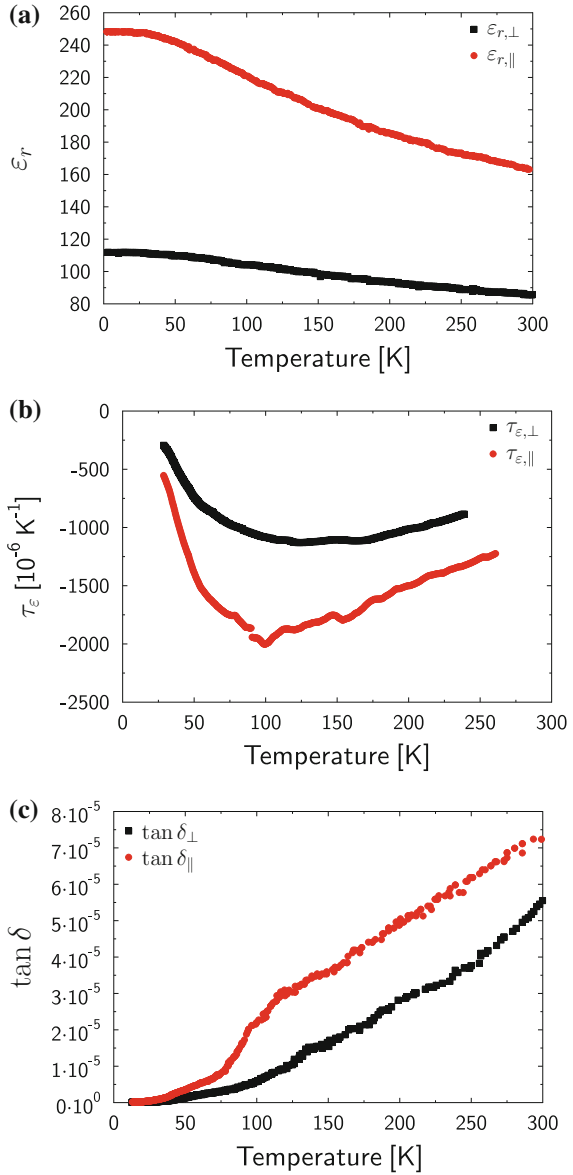 (a)
260
240
220
200
180
160
140
120
100
80
ε_r
ε_{r,⊥}
ε_{r,∥}
0 50 100 150 200 250 300
Temperature [K]
(b)
0
-500
-1000
-1500
-2000
-2500
τ_ε [10⁻⁶ K⁻¹]
τ_{ε,⊥}
τ_{ε,∥}
0 50 100 150 200 250 300
Temperature [K]
(c)
8·10⁻⁵
7·10⁻⁵
6·10⁻⁵
5·10⁻⁵
4·10⁻⁵
3·10⁻⁵
2·10⁻⁵
1·10⁻⁵
0·10⁰
tan δ
tan δ_⊥
tan δ_∥
0 50 100 150 200 250 300
Temperature [K]